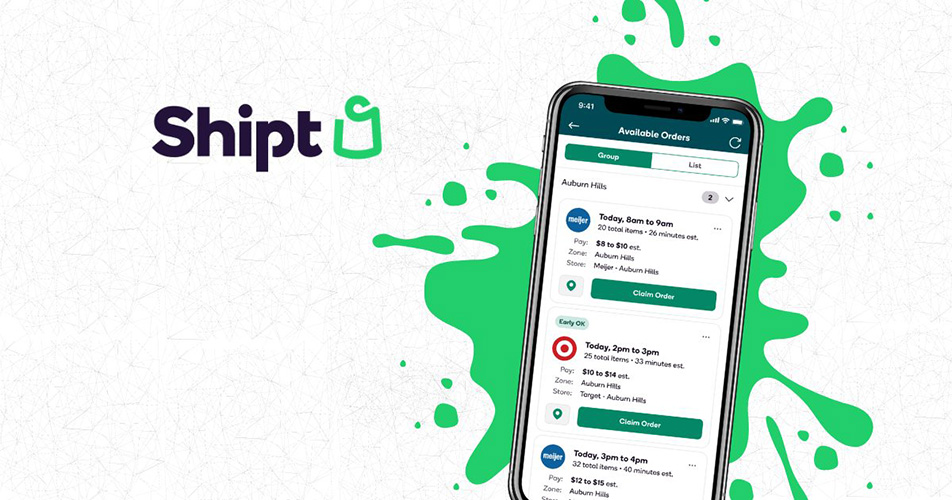 Shipt
9:41
Available Orders
Group
List
Auburn Hills
2
meijer
Today, 8am to 9am
20 total items • 26 minutes est.
Pay: $8 to $10 est.
Zone: Auburn Hills
Store: Meijer - Auburn Hills
Claim Order
Early OK
Today, 2pm to 3pm
25 total items • 33 minutes est.
Pay: $10 to $14 est.
Zone: Auburn Hills
Store: Target - Auburn Hills
Claim Order
meijer
Today, 3pm to 4pm
32 total items • 40 minutes est.
Pay: $12 to $15 est.
Zone: Auburn Hills